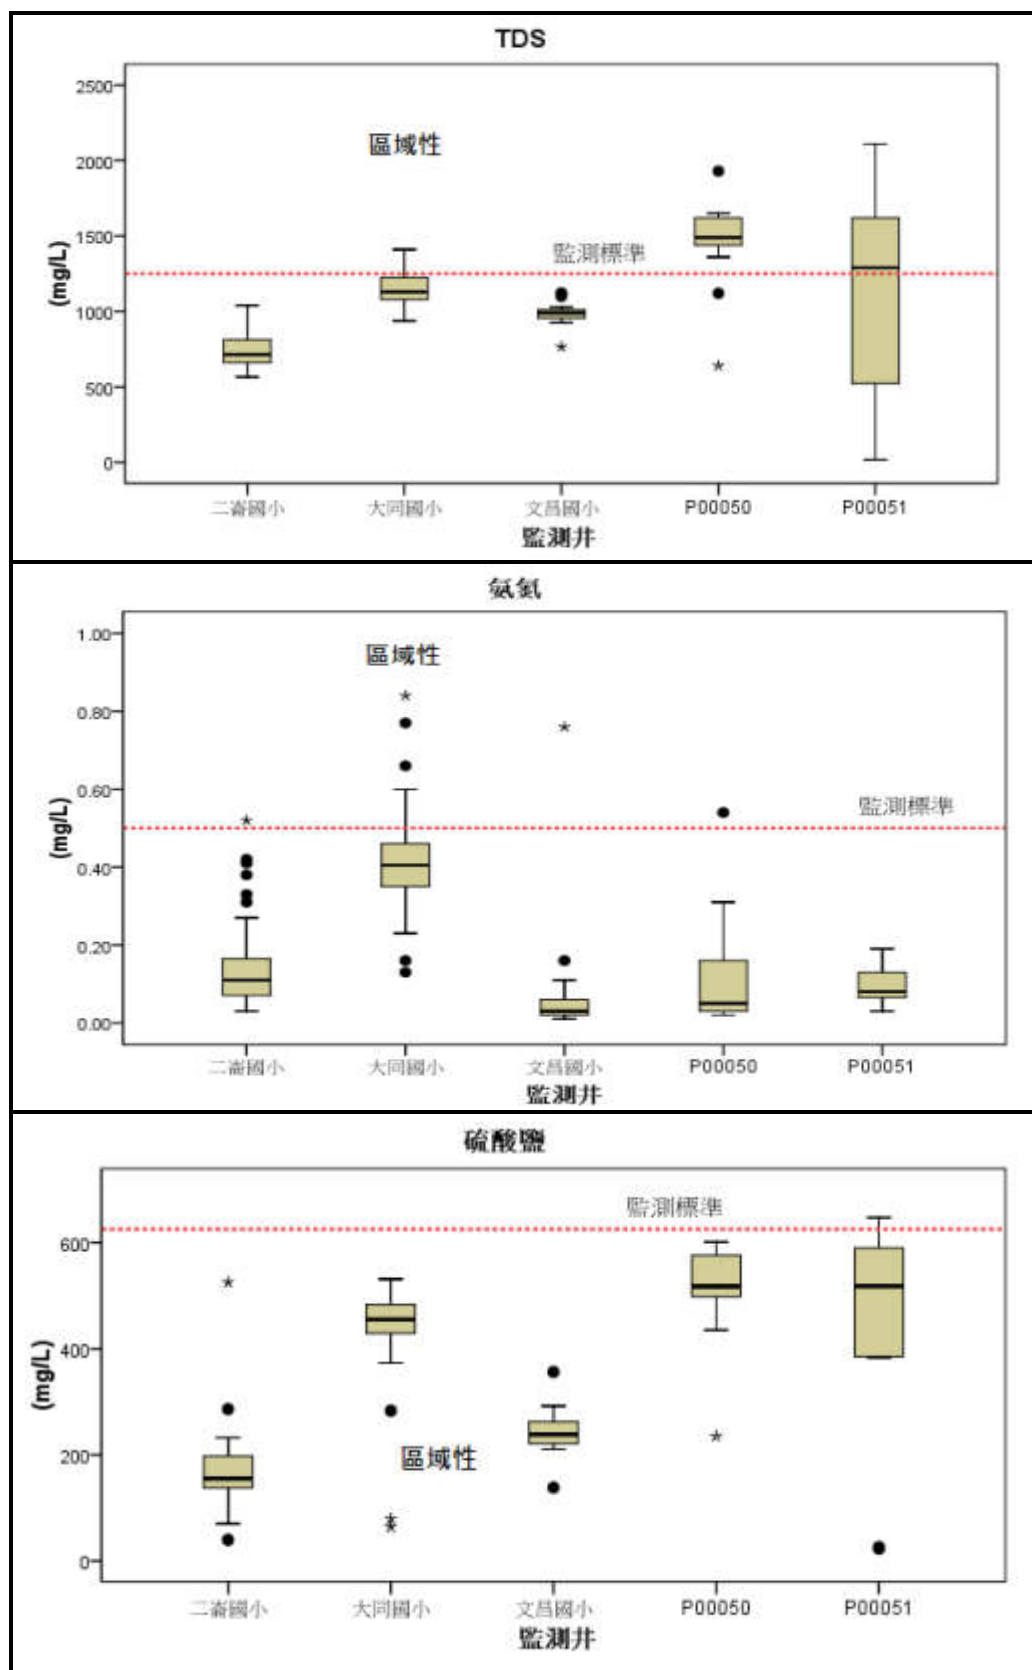 TDS
2500
區域性
2000
(mg/L)
1500
監測標準
1000
500
0
二崙國小 大同國小 文昌國小 P00050 P00051
監測井
氨氮
1.00
區域性
0.80
(mg/L)
0.60
監測標準
0.40
0.20
0.00
二崙國小 大同國小 文昌國小 P00050 P00051
監測井
硫酸鹽
監測標準
600
(mg/L)
400
200
區域性
0
二崙國小 大同國小 文昌國小 P00050 P00051
監測井